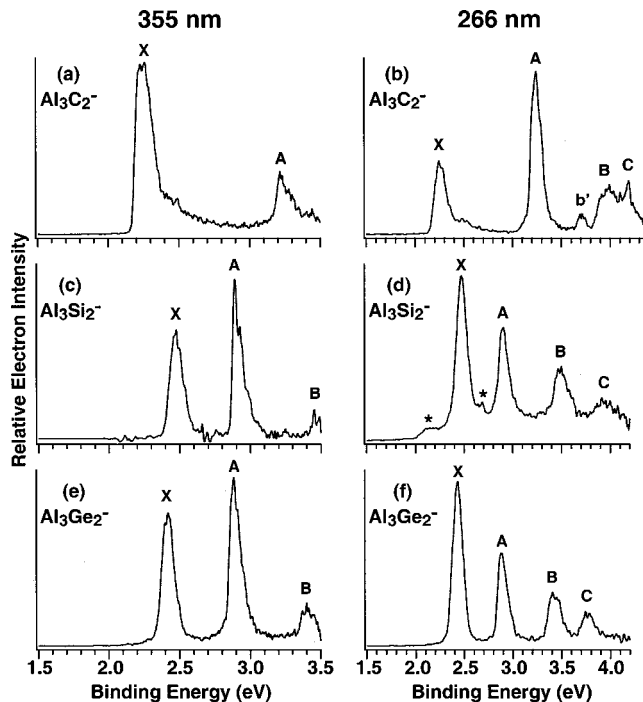 355 nm
266 nm
X
(a)
Al₃C₂⁻
A
A
(b)
Al₃C₂⁻
X
b'
B
C
A
(c)
Al₃Si₂⁻
X
B
X
(d)
Al₃Si₂⁻
A
B
C
*
*
A
(e)
Al₃Ge₂⁻
X
B
X
(f)
Al₃Ge₂⁻
A
B
C
Relative Electron Intensity
1.5 2.0 2.5 3.0 3.5
1.5 2.0 2.5 3.0 3.5 4.0
Binding Energy (eV)
Binding Energy (eV)